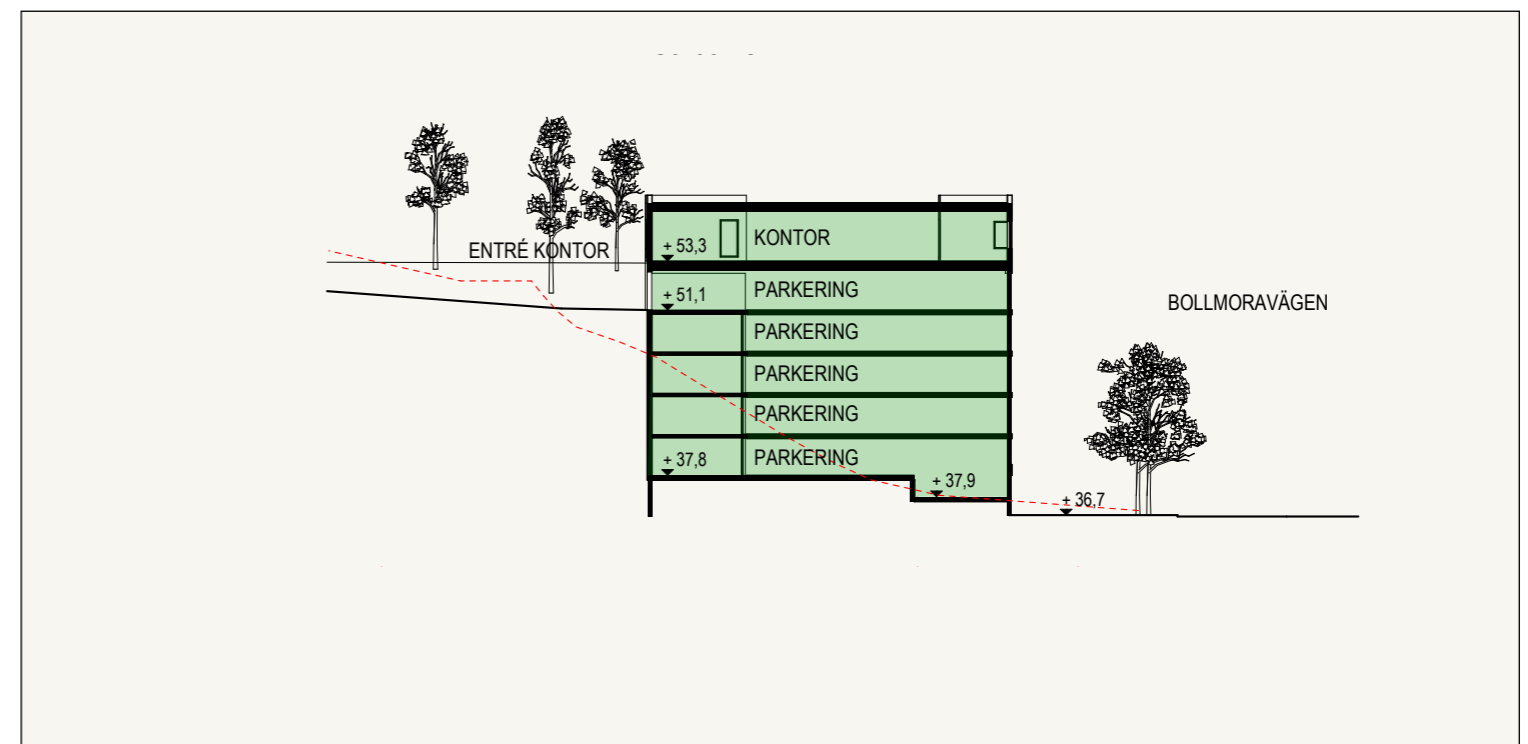 ENTRÉ KONTOR
+ 53,3
KONTOR
+ 51,1
PARKERING
BOLLMORAVÄGEN
PARKERING
PARKERING
PARKERING
+ 37,8
PARKERING
+ 37,9
+ 36,7